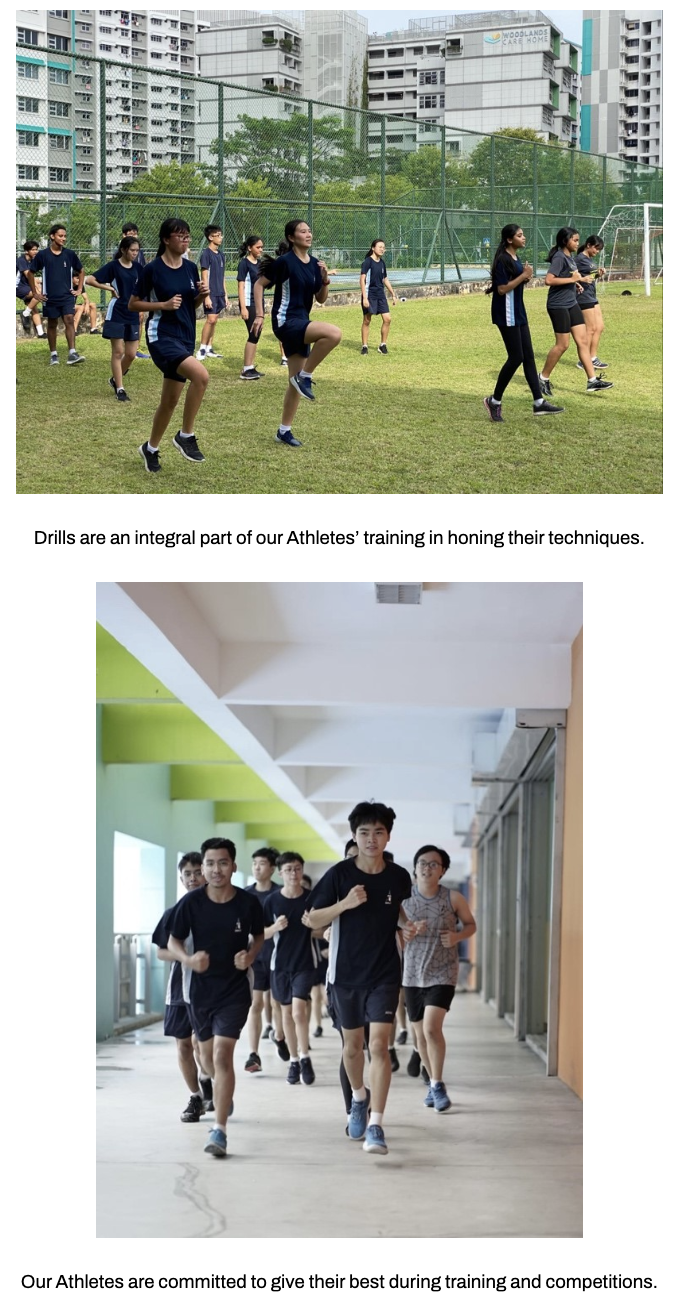 WOODLANDS
CARE HOME
Drills are an integral part of our Athletes’ training in honing their techniques.
Our Athletes are committed to give their best during training and competitions.